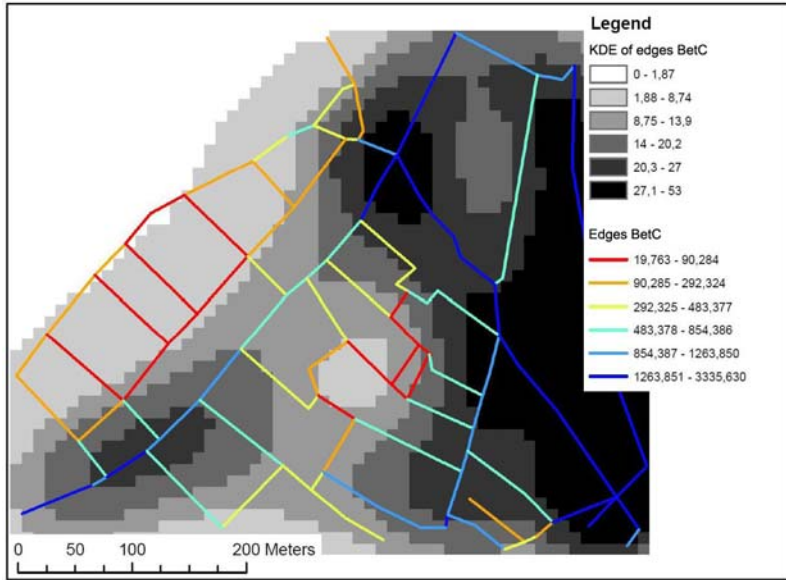 Legend
KDE of edges BetC
0 - 1,87
1,88 - 8,74
8,75 - 13,9
14 - 20,2
20,3 - 27
27,1 - 53
Edges BetC
19,763 - 90,284
90,285 - 292,324
292,325 - 483,377
483,378 - 854,386
854,387 - 1263,850
1263,851 - 3335,630
0 50 100 200 Meters